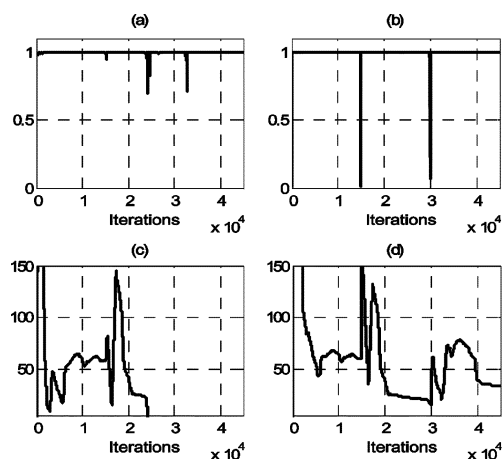 (a)
(b)
1
0.5
0
0 1 2 3 4
Iterations
x 10^4
1
0.5
0
0 1 2 3 4
Iterations
x 10^4
(c)
(d)
150
100
50
0 1 2 3 4
Iterations
x 10^4
150
100
50
0 1 2 3 4
Iterations
x 10^4